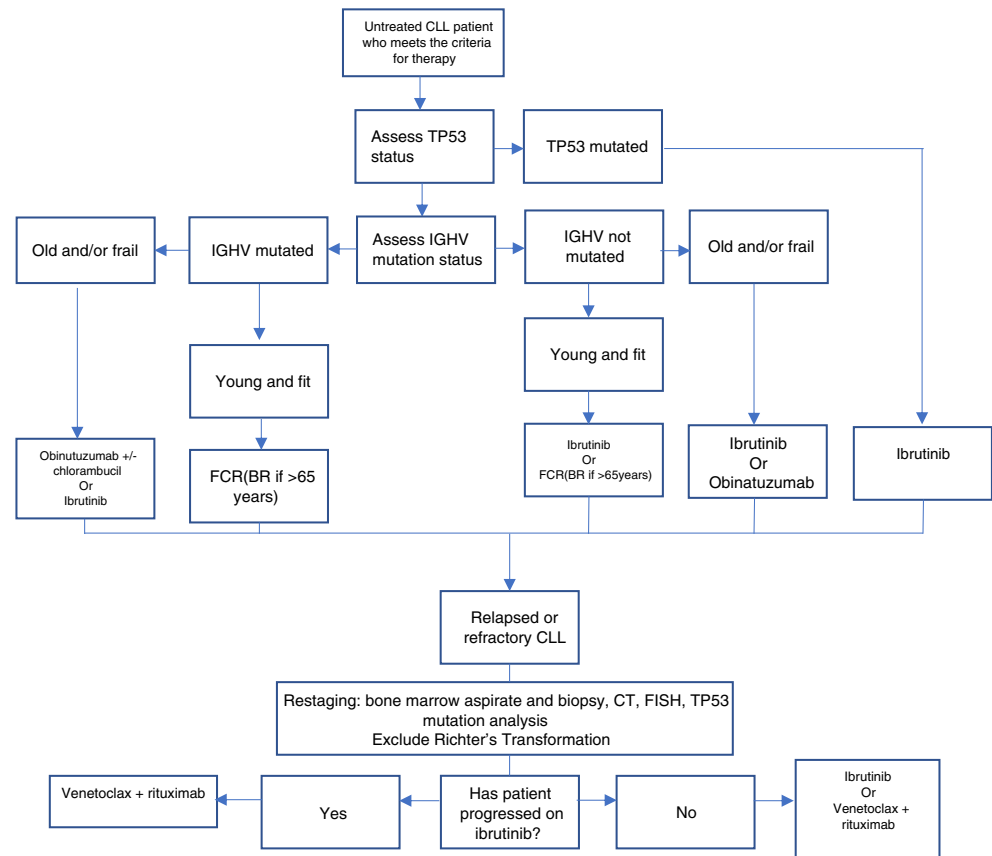 Untreated CLL patient
who meets the criteria
for therapy
Assess TP53
status
TP53 mutated
Old and/or frail
IGHV mutated
Assess IGHV
mutation status
IGHV not
mutated
Old and/or frail
Young and fit
Young and fit
Obinutuzumab +/-
chlorambucil
Or
Ibrutinib
FCR(BR if >65
years)
Ibrutinib
Or
FCR(BR if >65years)
Ibrutinib
Or
Obinatuzumab
Ibrutinib
Relapsed or
refractory CLL
Restaging: bone marrow aspirate and biopsy, CT, FISH, TP53
mutation analysis
Exclude Richter’s Transformation
Venetoclax + rituximab
Yes
Has patient
progressed on
ibrutinib?
No
Ibrutinib
Or
Venetoclax +
rituximab